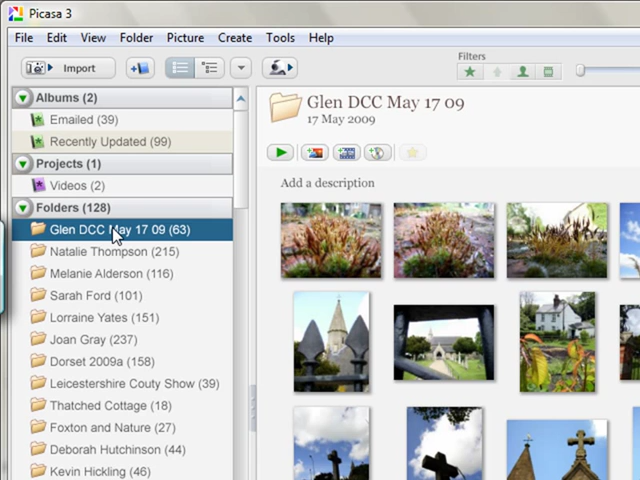 Picasa 3
File Edit View Folder Picture Create Tools Help
Import
Filters
Albums (2)
Emailed (39)
Recently Updated (99)
Projects (1)
Videos (2)
Folders (128)
Glen DCC May 17 09 (63)
Natalie Thompson (215)
Melanie Alderson (116)
Sarah Ford (101)
Lorraine Yates (151)
Joan Gray (237)
Dorset 2009a (158)
Leicestershire Couty Show (39)
Thatched Cottage (18)
Foxton and Nature (27)
Deborah Hutchinson (44)
Kevin Hickling (46)
Glen DCC May 17 09
17 May 2009
Add a description